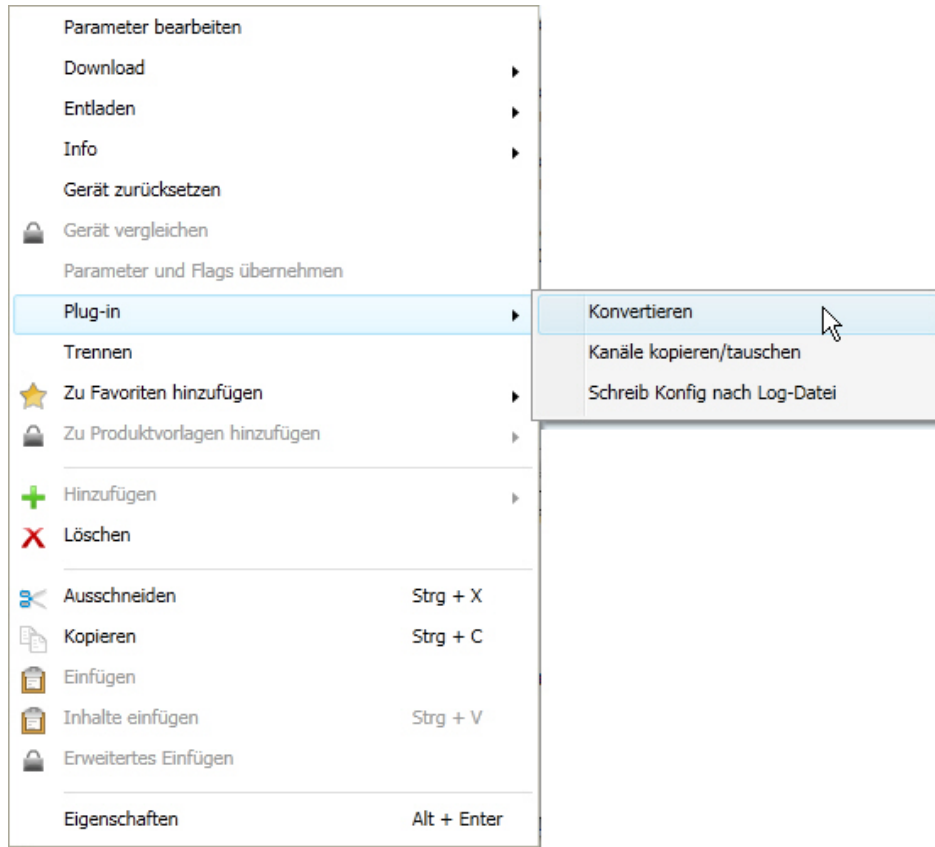 Parameter bearbeiten
Download
Entladen
Info
Gerät zurücksetzen
Gerät vergleichen
Parameter und Flags übernehmen
Plug-in
Konvertieren
Trennen
Kanäle kopieren/tauschen
Zu Favoriten hinzufügen
Schreib Konfig nach Log-Datei
Zu Produktvorlagen hinzufügen
Hinzufügen
Löschen
Ausschneiden Strg + X
Kopieren Strg + C
Einfügen
Inhalte einfügen Strg + V
Erweitertes Einfügen
Eigenschaften Alt + Enter